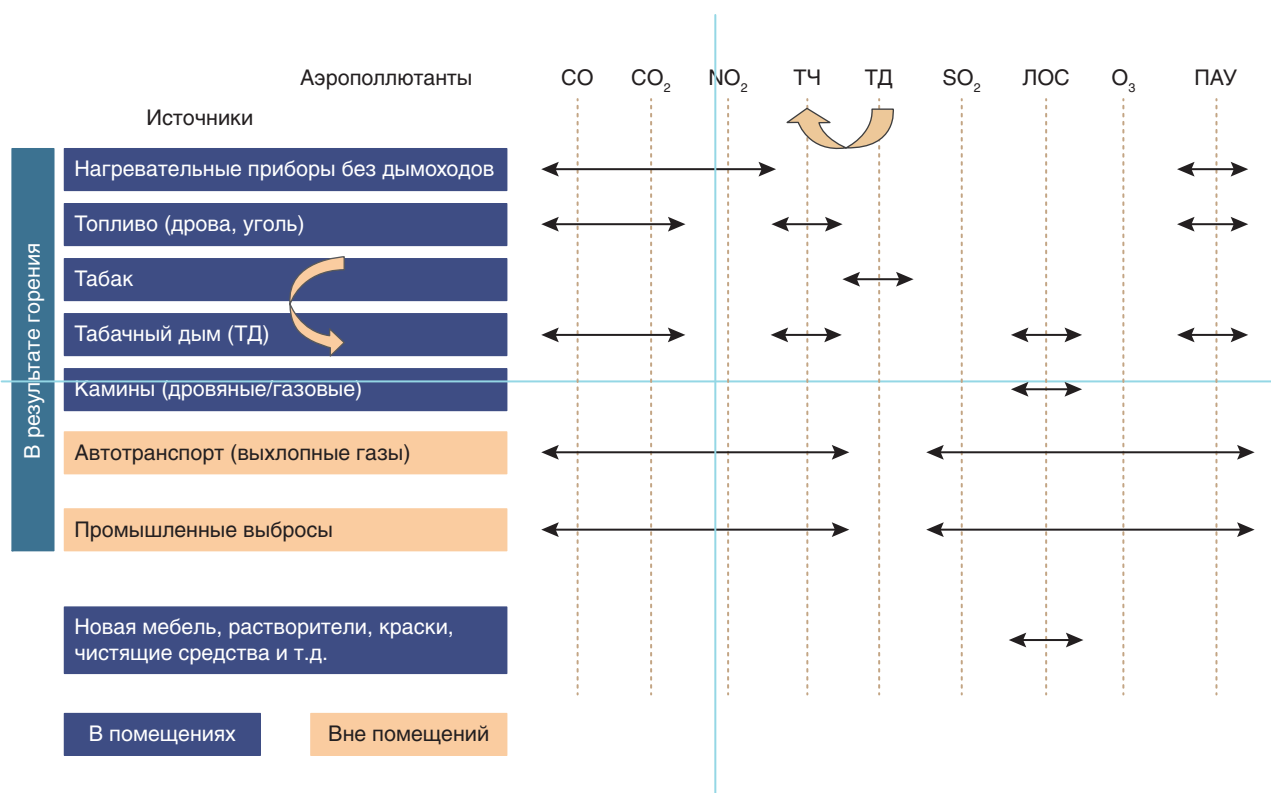 Аэрополлютанты CO CO₂ NO₂ ТЧ ТД SO₂ ЛОС O₃ ПАУ
Источники
В результате горения
Нагревательные приборы без дымоходов
Топливо (дрова, уголь)
Табак
Табачный дым (ТД)
Камины (дровяные/газовые)
Автотранспорт (выхлопные газы)
Промышленные выбросы
Новая мебель, растворители, краски,
чистящие средства и т.д.
В помещениях Вне помещений